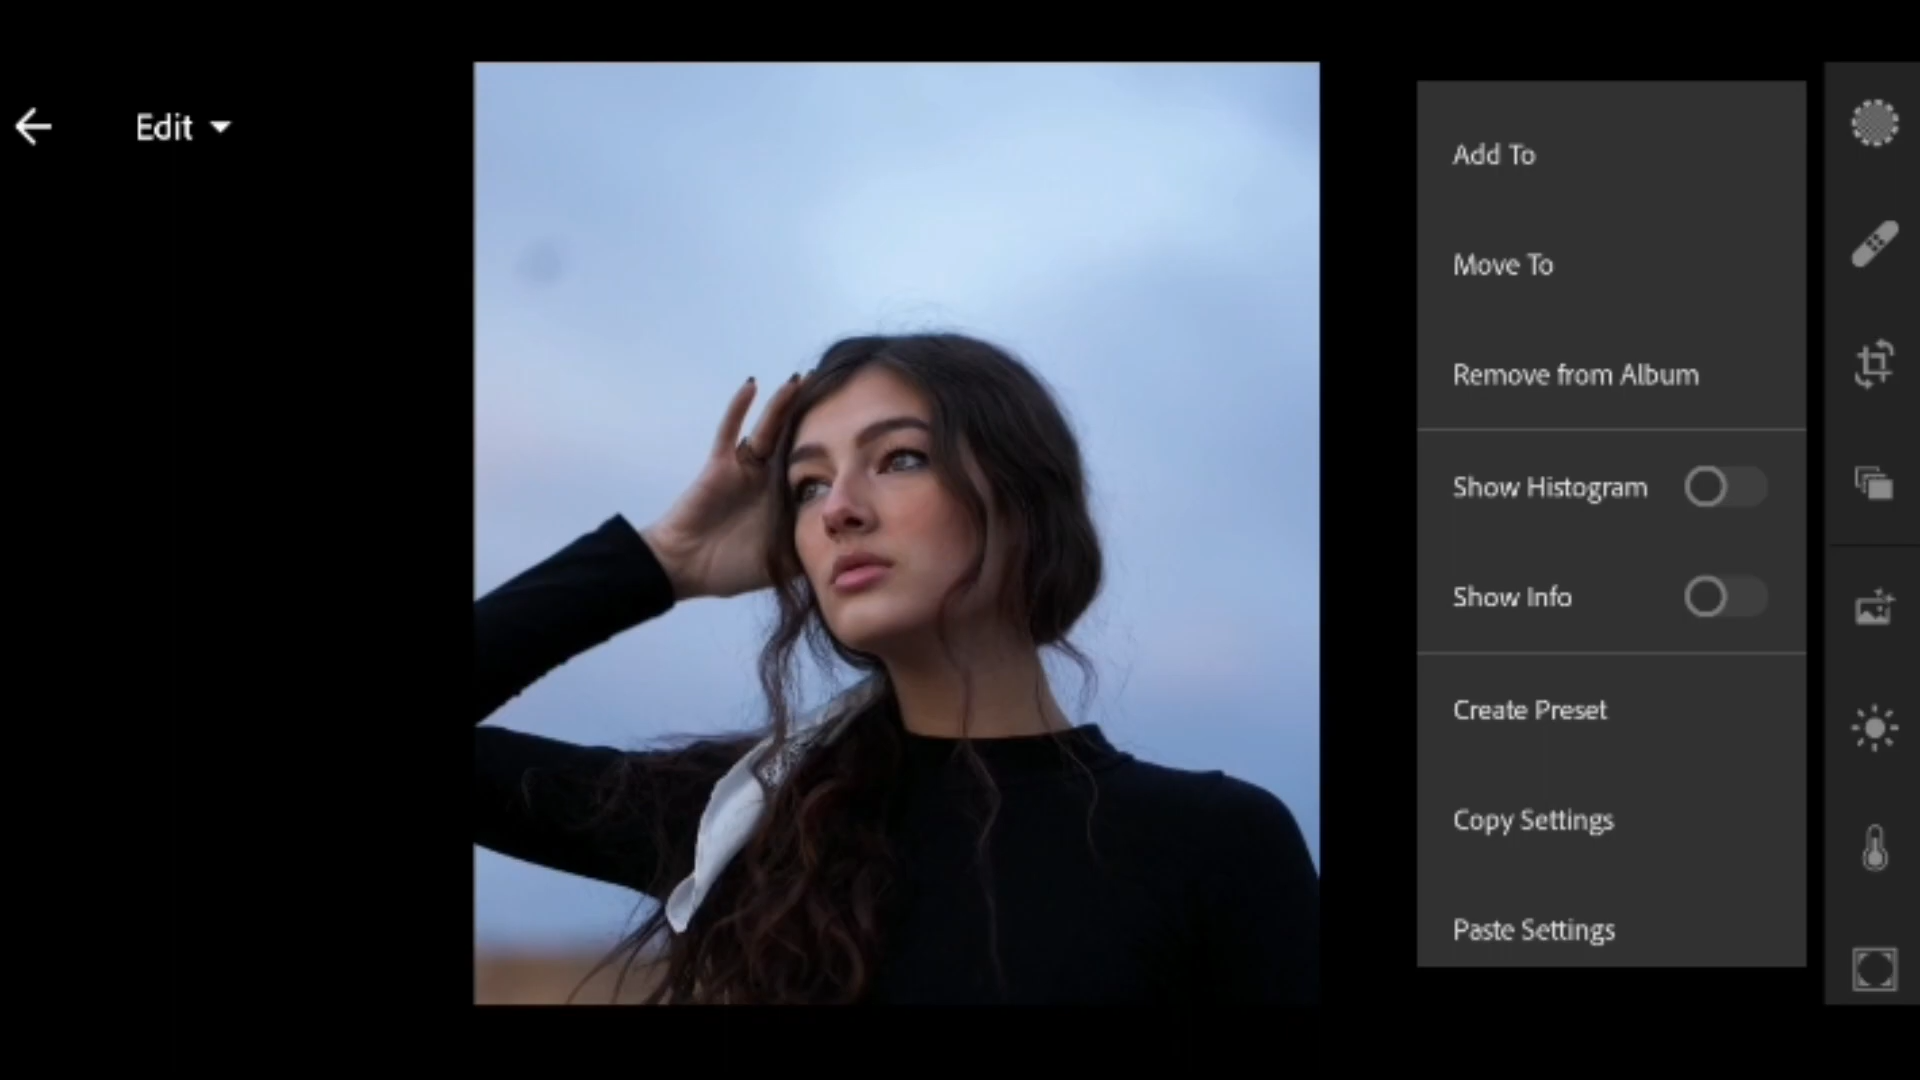 Edit
Add To
Move To
Remove from Album
Show Histogram
Show Info
Create Preset
Copy Settings
Paste Settings